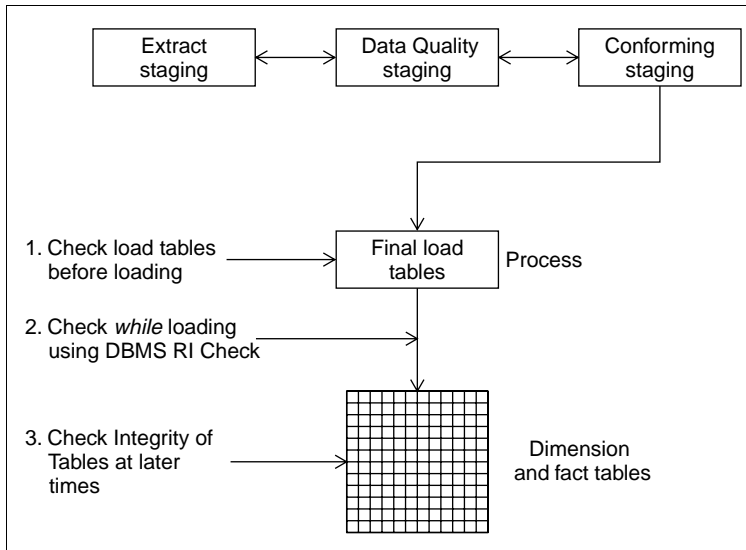 Extract
staging
Data Quality
staging
Conforming
staging
1. Check load tables
before loading
Final load
tables
Process
2. Check while loading
using DBMS RI Check
3. Check Integrity of
Tables at later
times
Dimension
and fact tables